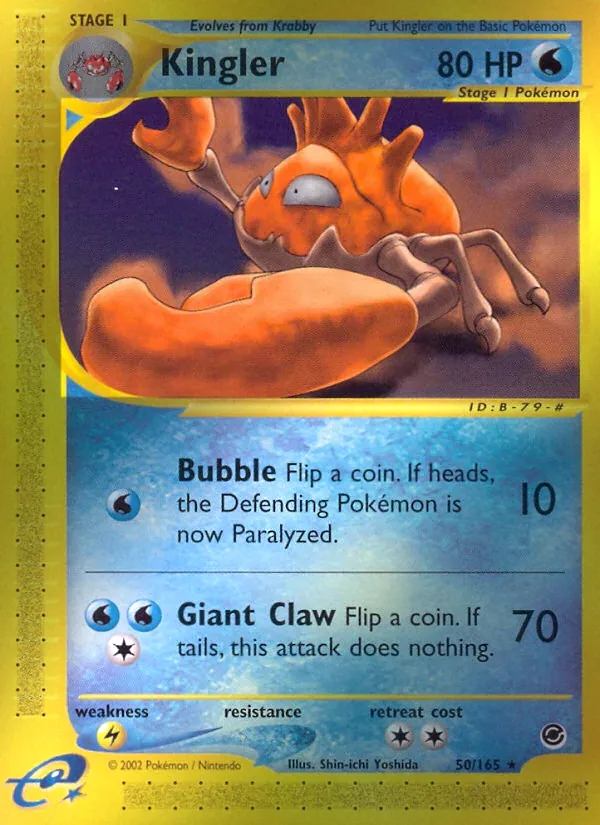 STAGE 1
Evolves from Krabby
Put Kingler on the Basic Pokémon
Kingler
80 HP
Stage 1 Pokémon
ID:B-79-#
Bubble Flip a coin. If heads,
the Defending Pokémon is
now Paralyzed.
10
Giant Claw Flip a coin. If
tails, this attack does nothing.
70
weakness
resistance
retreat cost
© 2002 Pokémon / Nintendo
Illus. Shin-ichi Yoshida
50/165 ★
e